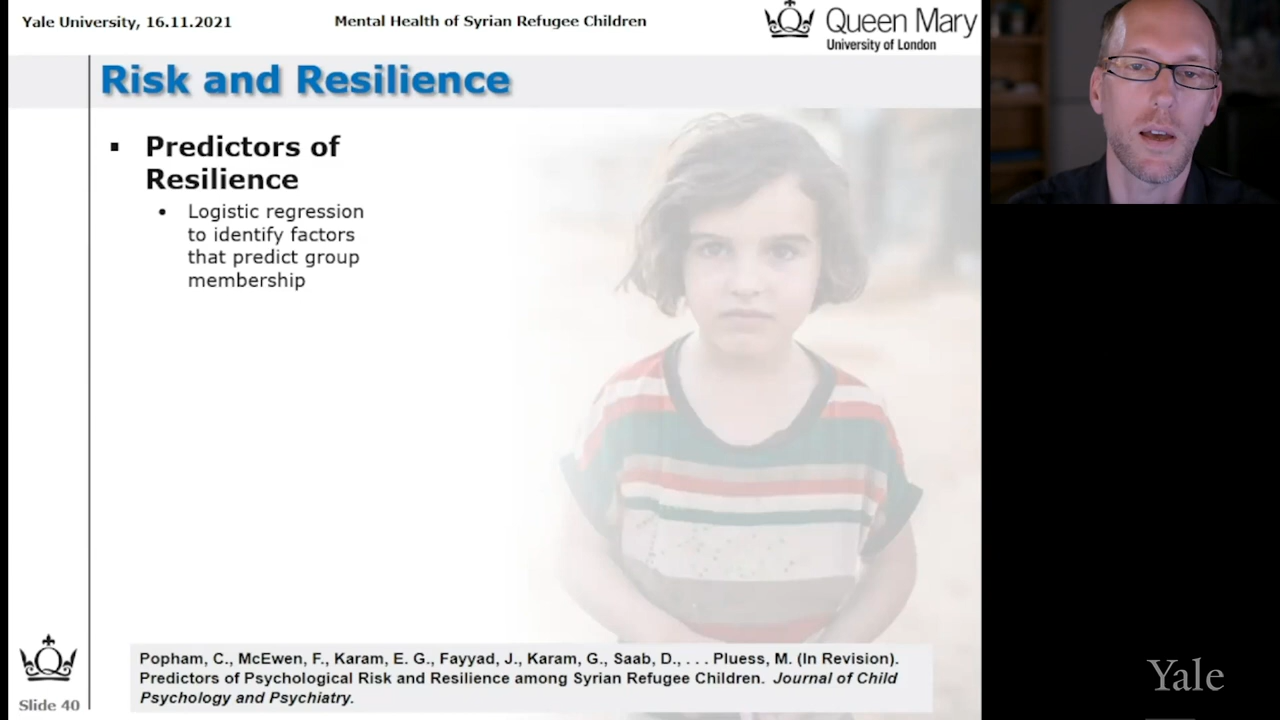 Yale University, 16.11.2021
Mental Health of Syrian Refugee Children
Queen Mary
University of London
Risk and Resilience
▪ Predictors of
Resilience
• Logistic regression
to identify factors
that predict group
membership
Popham, C., McEwen, F., Karam, E. G., Fayyad, J., Karam, G., Saab, D., . . . Pluess, M. (In Revision).
Predictors of Psychological Risk and Resilience among Syrian Refugee Children. Journal of Child
Psychology and Psychiatry.
Slide 40
Yale